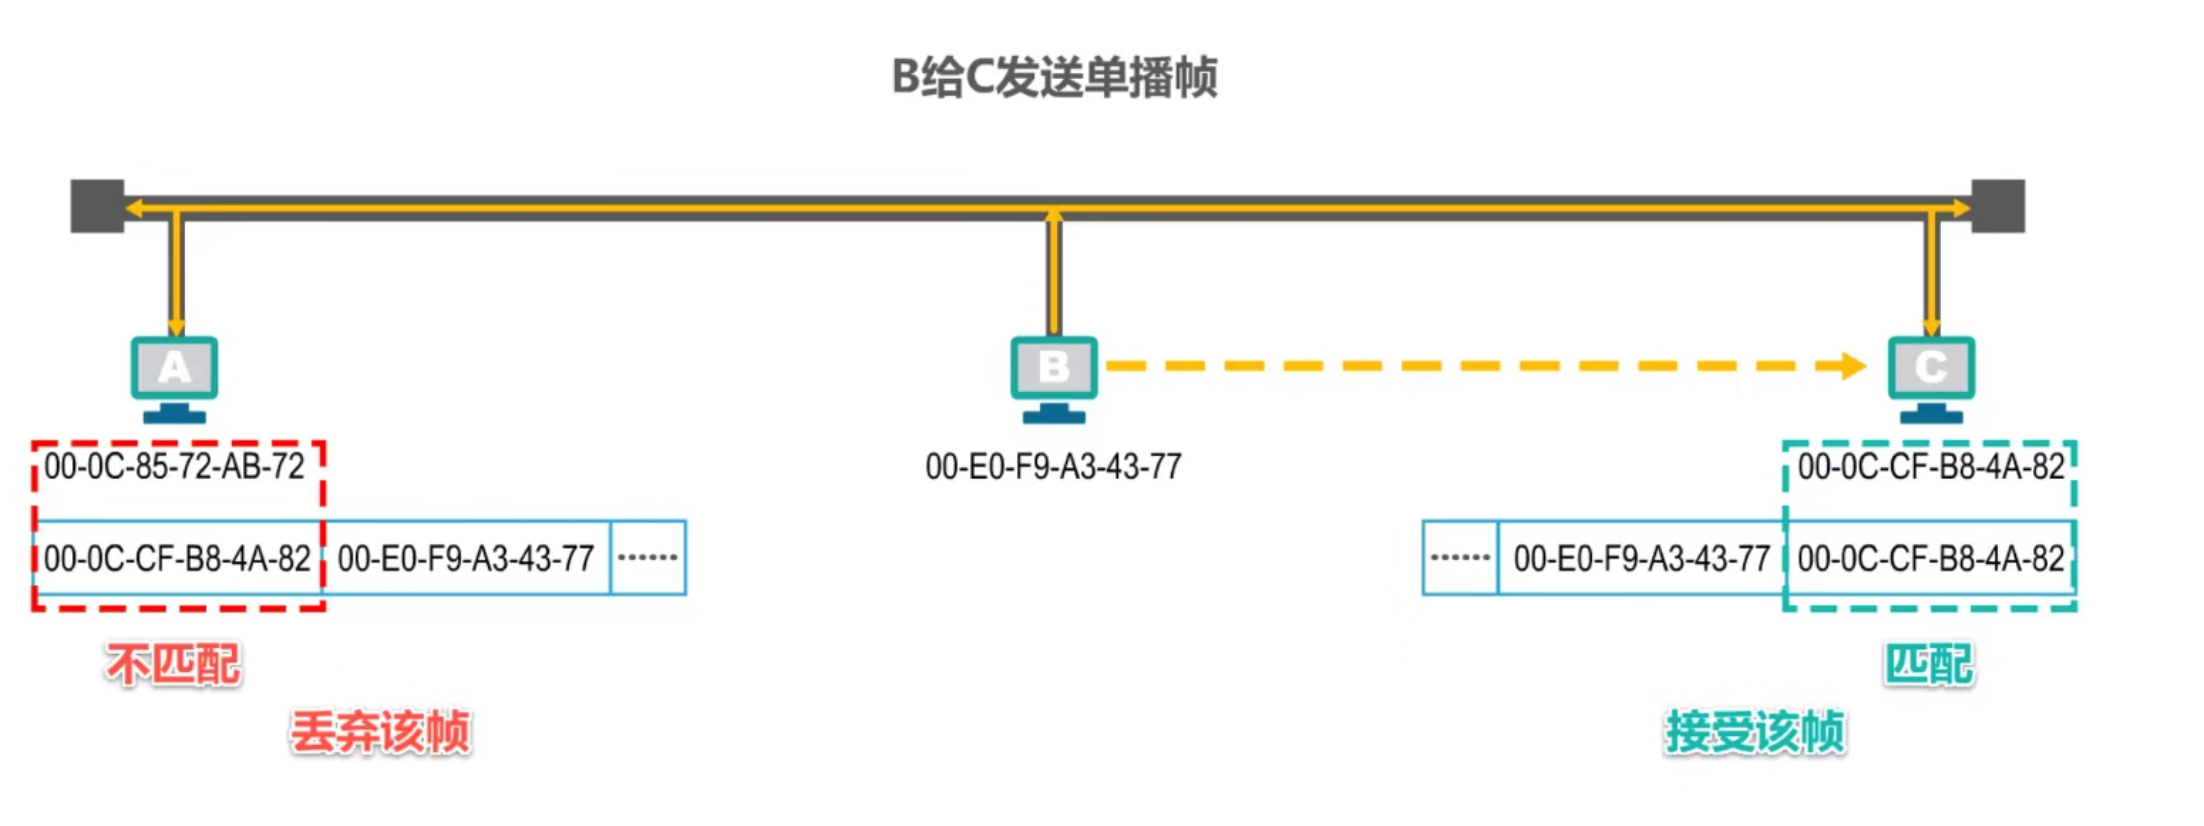 B给C发送单播帧
A
B
C
00-0C-85-72-AB-72
00-E0-F9-A3-43-77
00-0C-CF-B8-4A-82
00-0C-CF-B8-4A-82 00-E0-F9-A3-43-77 ······
······ 00-E0-F9-A3-43-77 00-0C-CF-B8-4A-82
不匹配
匹配
丢弃该帧
接受该帧